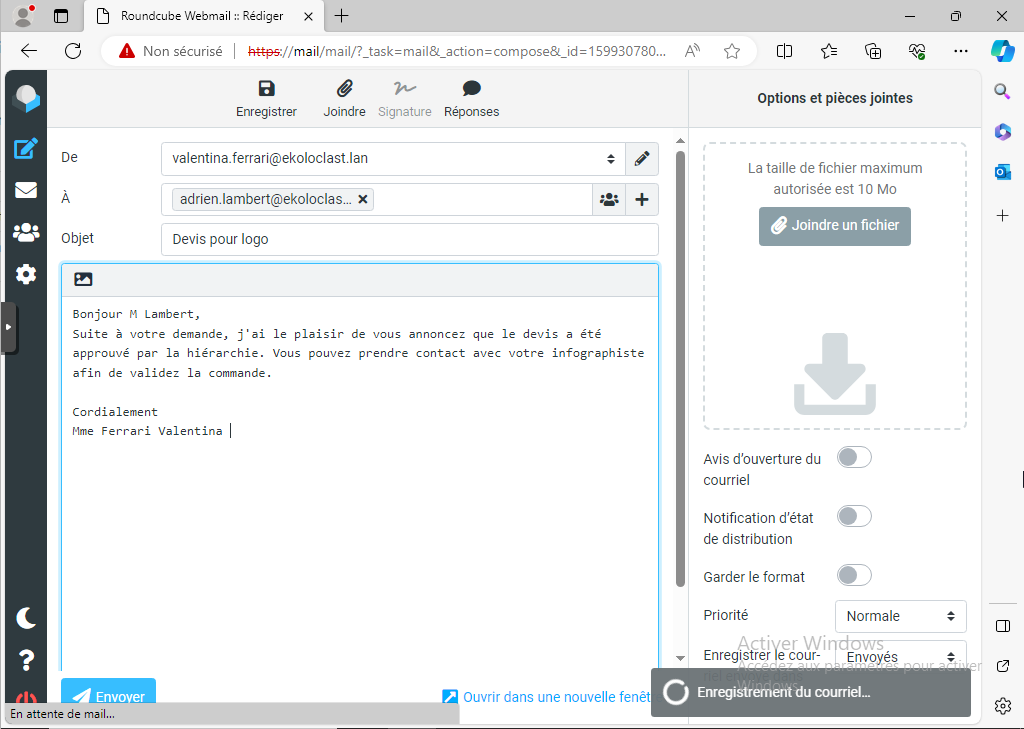 Roundcube Webmail :: Rédiger
Non sécurisé
https://mail/mail/?_task=mail&_action=compose&_id=159930780...
Enregistrer
Joindre
Signature
Réponses
Options et pièces jointes
De
valentina.ferrari@ekoloclast.lan
À
adrien.lambert@ekoloclas...
Objet
Devis pour logo
Bonjour M Lambert,
Suite à votre demande, j'ai le plaisir de vous annoncez que le devis a été
approuvé par la hiérarchie. Vous pouvez prendre contact avec votre infographiste
afin de validez la commande.
Cordialement
Mme Ferrari Valentina
La taille de fichier maximum
autorisée est 10 Mo
Joindre un fichier
Avis d’ouverture du
courriel
Notification d’état
de distribution
Garder le format
Priorité
Normale
Enregistrer le cour-
Envoyés
Activer Windows
Accédez aux paramètres pour activer
Windows.
Envoyer
Ouvrir dans une nouvelle fenêt
Enregistrement du courriel...
En attente de mail...